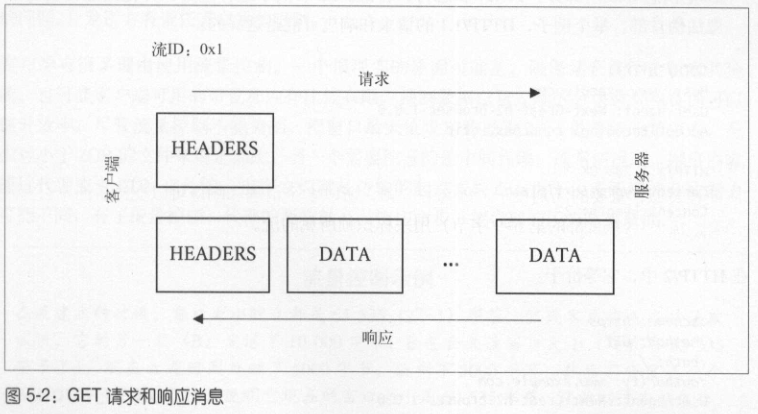 流ID：0x1
请求
HEADERS
客户端
服务器
HEADERS
DATA
...
DATA
响应
图 5-2：GET 请求和响应消息